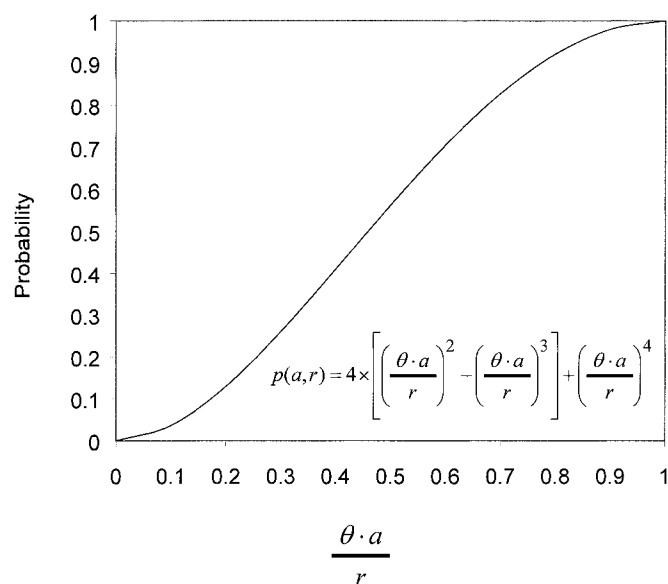 1
0.9
0.8
0.7
0.6
0.5
0.4
0.3
0.2
0.1
0
Probability
p(a,r) = 4 × [ (θ · a / r)^2 − (θ · a / r)^3 ] + (θ · a / r)^4
0 0.1 0.2 0.3 0.4 0.5 0.6 0.7 0.8 0.9 1
θ · a
r